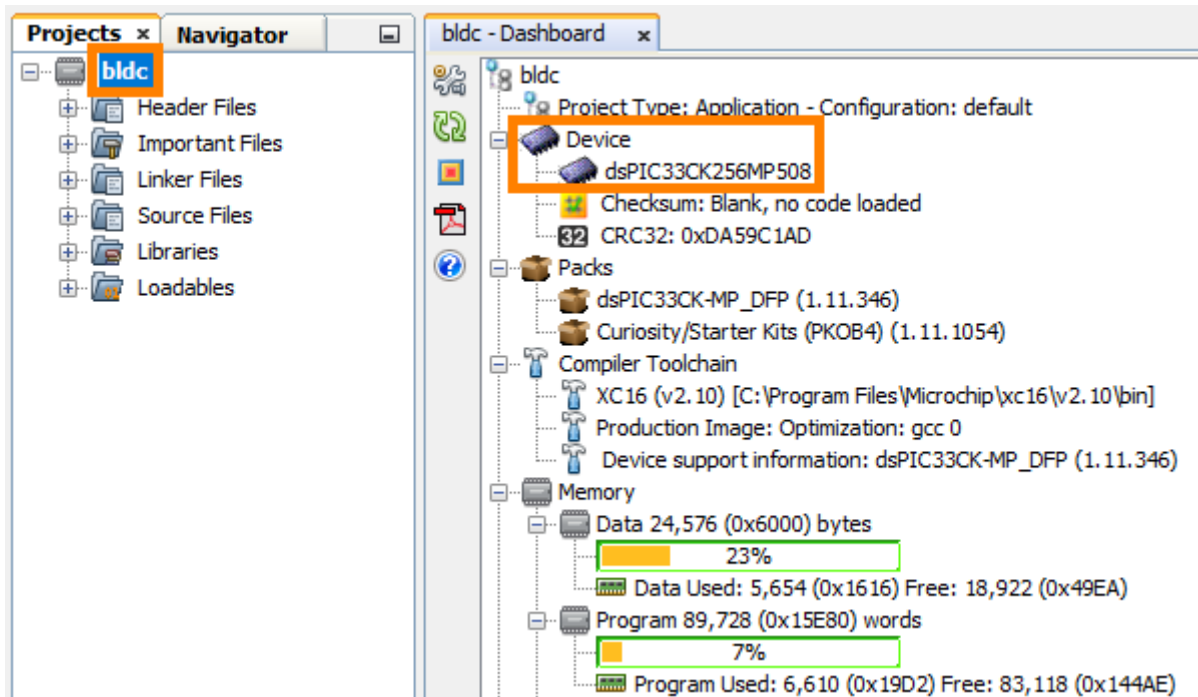 Projects × Navigator
bldc
Header Files
Important Files
Linker Files
Source Files
Libraries
Loadables
bldc - Dashboard ×
bldc
Project Type: Application - Configuration: default
Device
dsPIC33CK256MP508
Checksum: Blank, no code loaded
32 CRC32: 0xDA59C1AD
Packs
dsPIC33CK-MP_DFP (1.11.346)
Curiosity/Starter Kits (PKOB4) (1.11.1054)
Compiler Toolchain
XC16 (v2.10) [C:\Program Files\Microchip\xc16\v2.10\bin]
Production Image: Optimization: gcc 0
Device support information: dsPIC33CK-MP_DFP (1.11.346)
Memory
Data 24,576 (0x6000) bytes
23%
Data Used: 5,654 (0x1616) Free: 18,922 (0x49EA)
Program 89,728 (0x15E80) words
7%
Program Used: 6,610 (0x19D2) Free: 83,118 (0x144AE)